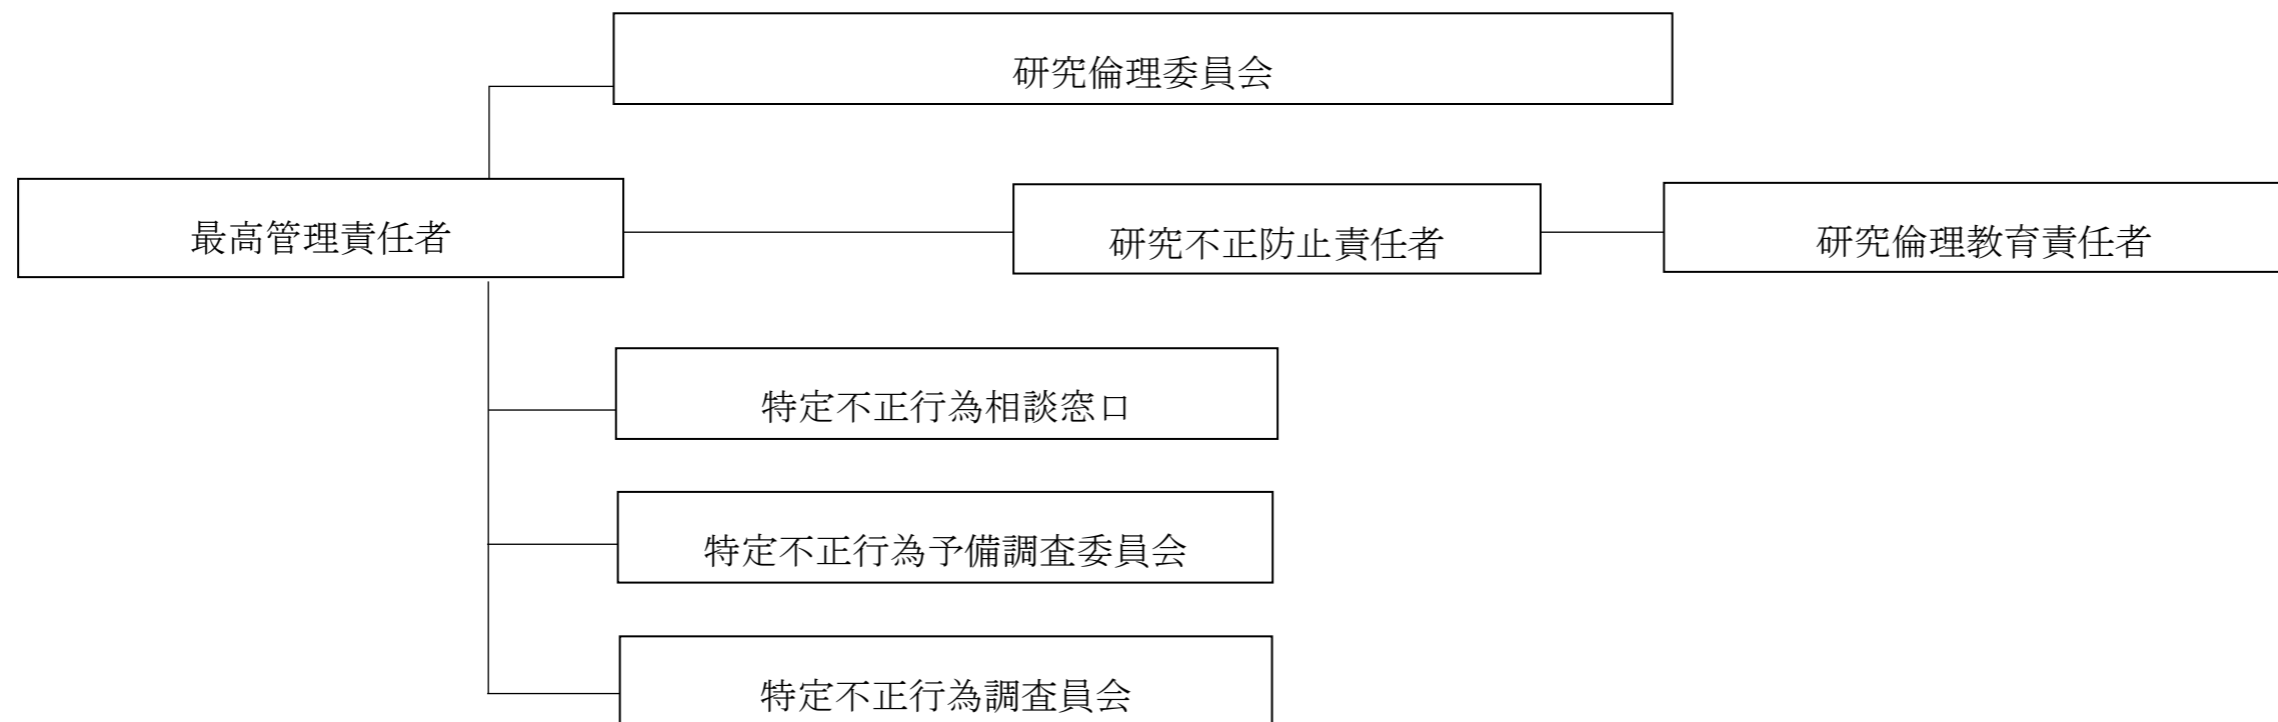 研究倫理委員会
最高管理責任者
研究不正防止責任者
研究倫理教育責任者
特定不正行為相談窓口
特定不正行為予備調査委員会
特定不正行為調査員会